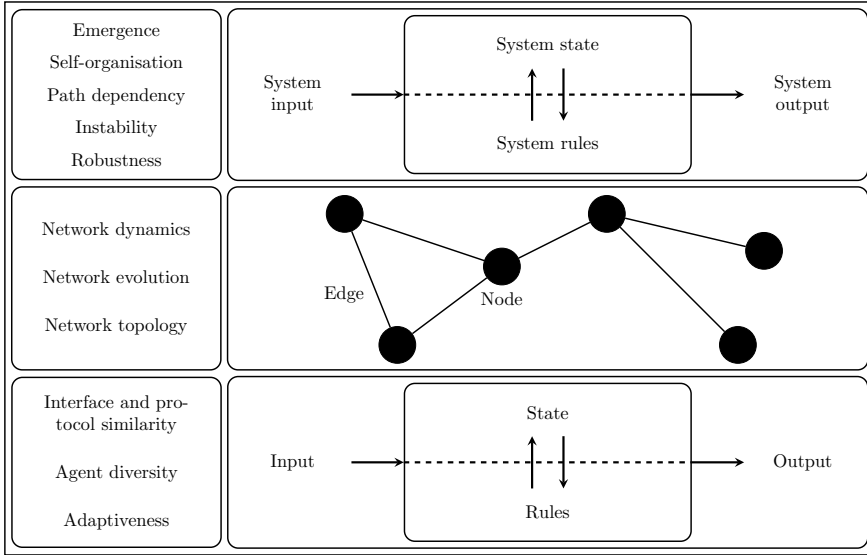 Emergence
Self-organisation
Path dependency
Instability
Robustness
System
input
System state
System rules
System
output
Network dynamics
Network evolution
Network topology
Edge
Node
Interface and pro-
tocol similarity
Agent diversity
Adaptiveness
Input
State
Rules
Output